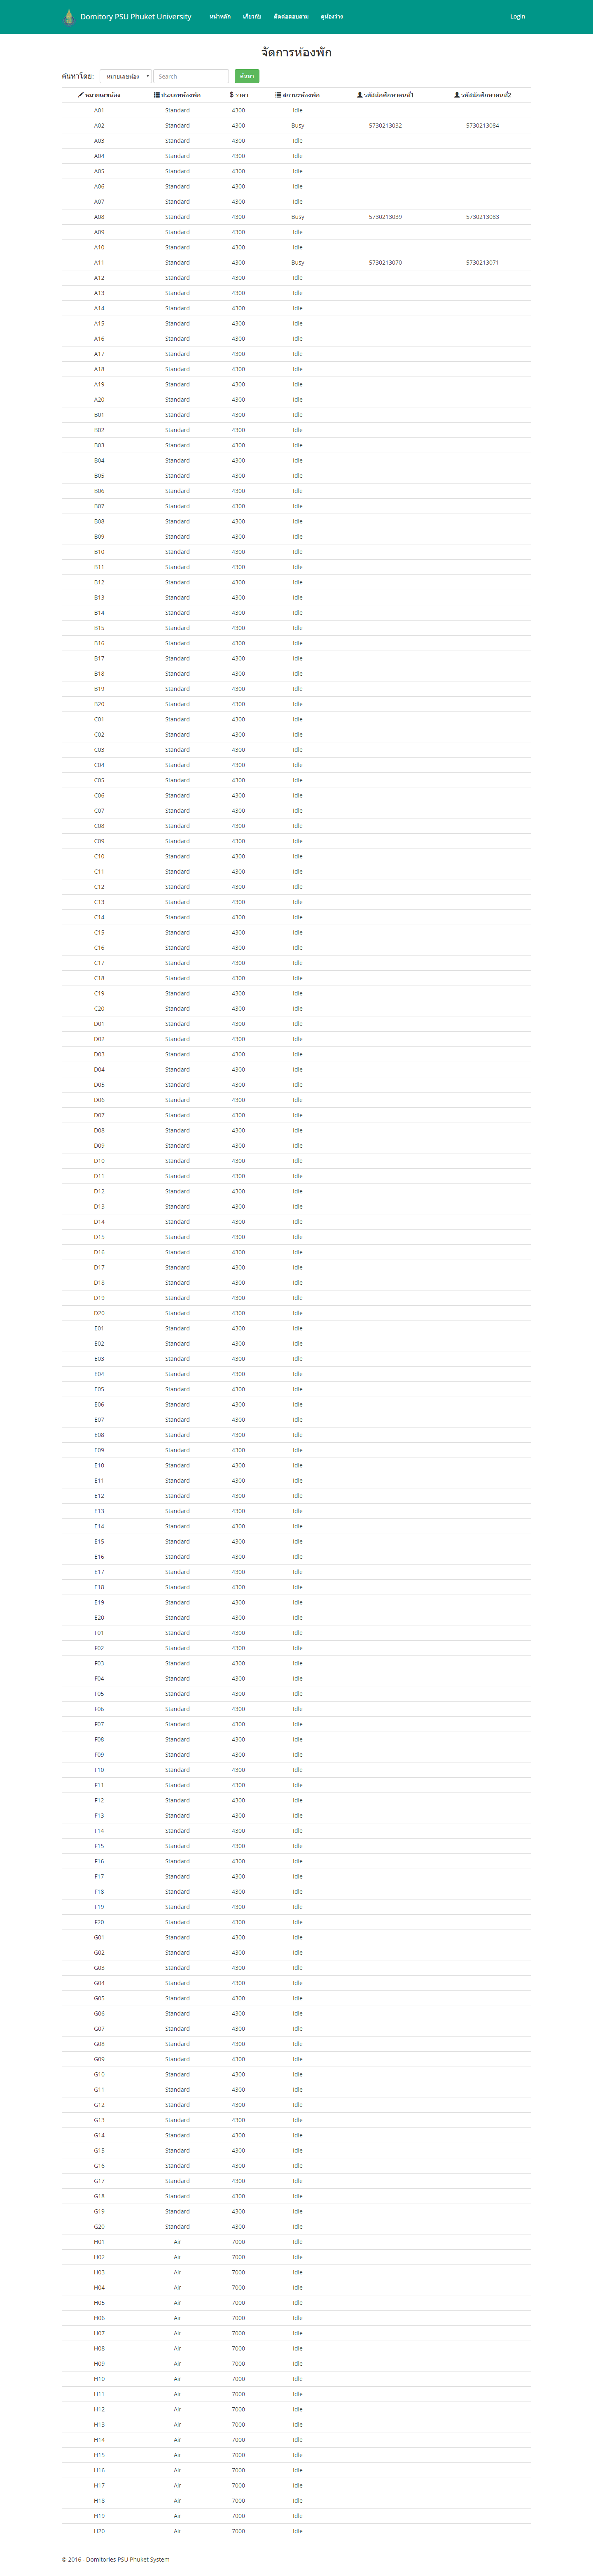 Domitory PSU Phuket University หน้าหลัก เกี่ยวกับ ติดต่อสอบถาม ดูห้องว่าง Login
จัดการห้องพัก
ค้นหาโดย: หมายเลขห้อง Search ค้นหา
หมายเลขห้อง ประเภทห้องพัก $ ราคา สถานะห้องพัก รหัสนักศึกษาคนที่1 รหัสนักศึกษาคนที่2
A01 Standard 4300 Idle
A02 Standard 4300 Busy 5730213032 5730213084
A03 Standard 4300 Idle
A04 Standard 4300 Idle
A05 Standard 4300 Idle
A06 Standard 4300 Idle
A07 Standard 4300 Idle
A08 Standard 4300 Busy 5730213039 5730213083
A09 Standard 4300 Idle
A10 Standard 4300 Idle
A11 Standard 4300 Busy 5730213070 5730213071
A12 Standard 4300 Idle
A13 Standard 4300 Idle
A14 Standard 4300 Idle
A15 Standard 4300 Idle
A16 Standard 4300 Idle
A17 Standard 4300 Idle
A18 Standard 4300 Idle
A19 Standard 4300 Idle
A20 Standard 4300 Idle
B01 Standard 4300 Idle
B02 Standard 4300 Idle
B03 Standard 4300 Idle
B04 Standard 4300 Idle
B05 Standard 4300 Idle
B06 Standard 4300 Idle
B07 Standard 4300 Idle
B08 Standard 4300 Idle
B09 Standard 4300 Idle
B10 Standard 4300 Idle
B11 Standard 4300 Idle
B12 Standard 4300 Idle
B13 Standard 4300 Idle
B14 Standard 4300 Idle
B15 Standard 4300 Idle
B16 Standard 4300 Idle
B17 Standard 4300 Idle
B18 Standard 4300 Idle
B19 Standard 4300 Idle
B20 Standard 4300 Idle
C01 Standard 4300 Idle
C02 Standard 4300 Idle
C03 Standard 4300 Idle
C04 Standard 4300 Idle
C05 Standard 4300 Idle
C06 Standard 4300 Idle
C07 Standard 4300 Idle
C08 Standard 4300 Idle
C09 Standard 4300 Idle
C10 Standard 4300 Idle
C11 Standard 4300 Idle
C12 Standard 4300 Idle
C13 Standard 4300 Idle
C14 Standard 4300 Idle
C15 Standard 4300 Idle
C16 Standard 4300 Idle
C17 Standard 4300 Idle
C18 Standard 4300 Idle
C19 Standard 4300 Idle
C20 Standard 4300 Idle
D01 Standard 4300 Idle
D02 Standard 4300 Idle
D03 Standard 4300 Idle
D04 Standard 4300 Idle
D05 Standard 4300 Idle
D06 Standard 4300 Idle
D07 Standard 4300 Idle
D08 Standard 4300 Idle
D09 Standard 4300 Idle
D10 Standard 4300 Idle
D11 Standard 4300 Idle
D12 Standard 4300 Idle
D13 Standard 4300 Idle
D14 Standard 4300 Idle
D15 Standard 4300 Idle
D16 Standard 4300 Idle
D17 Standard 4300 Idle
D18 Standard 4300 Idle
D19 Standard 4300 Idle
D20 Standard 4300 Idle
E01 Standard 4300 Idle
E02 Standard 4300 Idle
E03 Standard 4300 Idle
E04 Standard 4300 Idle
E05 Standard 4300 Idle
E06 Standard 4300 Idle
E07 Standard 4300 Idle
E08 Standard 4300 Idle
E09 Standard 4300 Idle
E10 Standard 4300 Idle
E11 Standard 4300 Idle
E12 Standard 4300 Idle
E13 Standard 4300 Idle
E14 Standard 4300 Idle
E15 Standard 4300 Idle
E16 Standard 4300 Idle
E17 Standard 4300 Idle
E18 Standard 4300 Idle
E19 Standard 4300 Idle
E20 Standard 4300 Idle
F01 Standard 4300 Idle
F02 Standard 4300 Idle
F03 Standard 4300 Idle
F04 Standard 4300 Idle
F05 Standard 4300 Idle
F06 Standard 4300 Idle
F07 Standard 4300 Idle
F08 Standard 4300 Idle
F09 Standard 4300 Idle
F10 Standard 4300 Idle
F11 Standard 4300 Idle
F12 Standard 4300 Idle
F13 Standard 4300 Idle
F14 Standard 4300 Idle
F15 Standard 4300 Idle
F16 Standard 4300 Idle
F17 Standard 4300 Idle
F18 Standard 4300 Idle
F19 Standard 4300 Idle
F20 Standard 4300 Idle
G01 Standard 4300 Idle
G02 Standard 4300 Idle
G03 Standard 4300 Idle
G04 Standard 4300 Idle
G05 Standard 4300 Idle
G06 Standard 4300 Idle
G07 Standard 4300 Idle
G08 Standard 4300 Idle
G09 Standard 4300 Idle
G10 Standard 4300 Idle
G11 Standard 4300 Idle
G12 Standard 4300 Idle
G13 Standard 4300 Idle
G14 Standard 4300 Idle
G15 Standard 4300 Idle
G16 Standard 4300 Idle
G17 Standard 4300 Idle
G18 Standard 4300 Idle
G19 Standard 4300 Idle
G20 Standard 4300 Idle
H01 Air 7000 Idle
H02 Air 7000 Idle
H03 Air 7000 Idle
H04 Air 7000 Idle
H05 Air 7000 Idle
H06 Air 7000 Idle
H07 Air 7000 Idle
H08 Air 7000 Idle
H09 Air 7000 Idle
H10 Air 7000 Idle
H11 Air 7000 Idle
H12 Air 7000 Idle
H13 Air 7000 Idle
H14 Air 7000 Idle
H15 Air 7000 Idle
H16 Air 7000 Idle
H17 Air 7000 Idle
H18 Air 7000 Idle
H19 Air 7000 Idle
H20 Air 7000 Idle
© 2016 - Domitories PSU Phuket System